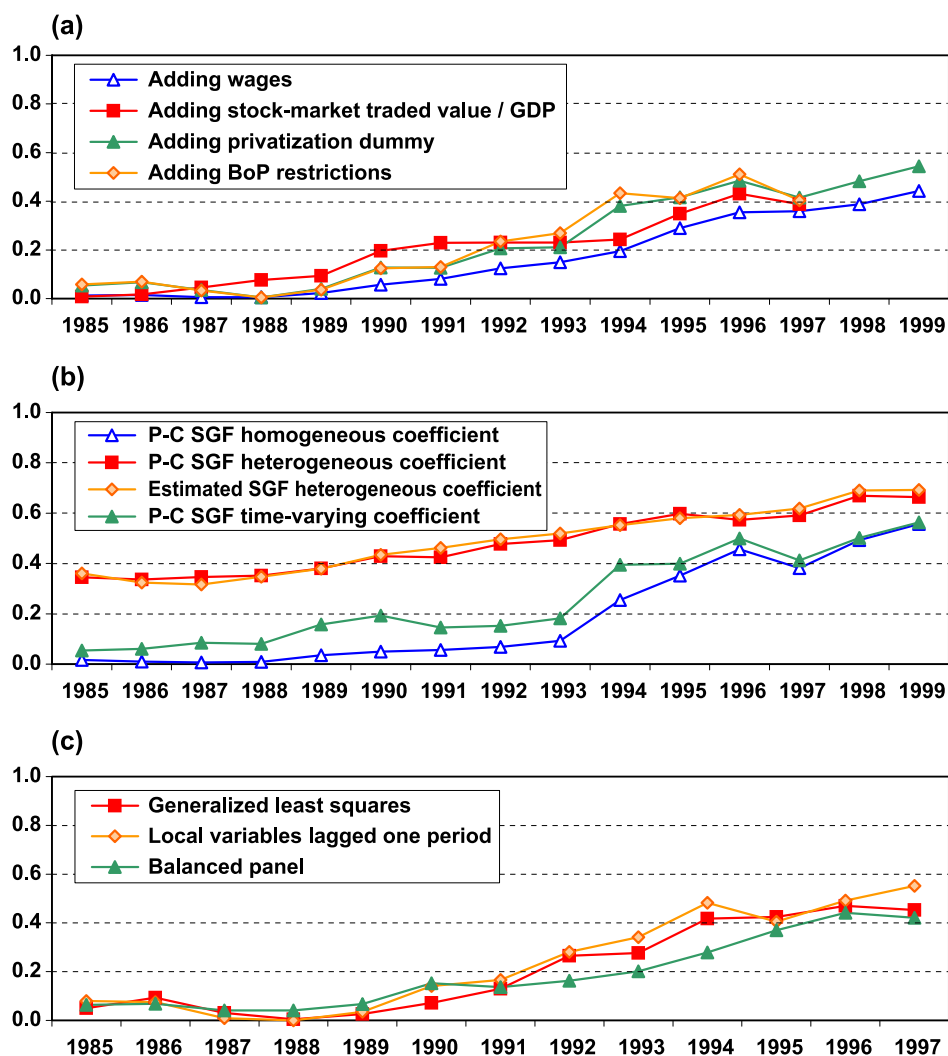 (a)
1.0
0.8
0.6
0.4
0.2
0.0
Adding wages
Adding stock-market traded value / GDP
Adding privatization dummy
Adding BoP restrictions
1985 1986 1987 1988 1989 1990 1991 1992 1993 1994 1995 1996 1997 1998 1999
(b)
1.0
0.8
0.6
0.4
0.2
0.0
P-C SGF homogeneous coefficient
P-C SGF heterogeneous coefficient
Estimated SGF heterogeneous coefficient
P-C SGF time-varying coefficient
1985 1986 1987 1988 1989 1990 1991 1992 1993 1994 1995 1996 1997 1998 1999
(c)
1.0
0.8
0.6
0.4
0.2
0.0
Generalized least squares
Local variables lagged one period
Balanced panel
1985 1986 1987 1988 1989 1990 1991 1992 1993 1994 1995 1996 1997